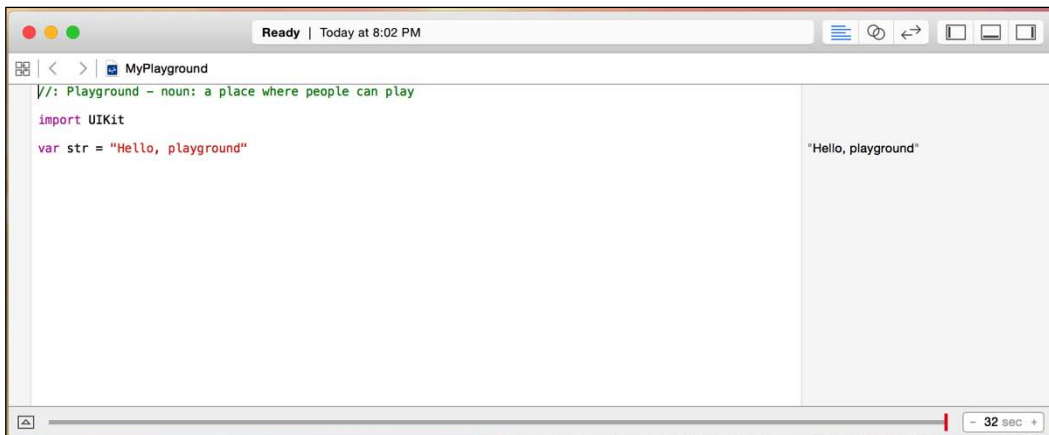 Ready | Today at 8:02 PM
MyPlayground
//: Playground – noun: a place where people can play
import UIKit
var str = "Hello, playground"
"Hello, playground"
- 32 sec +